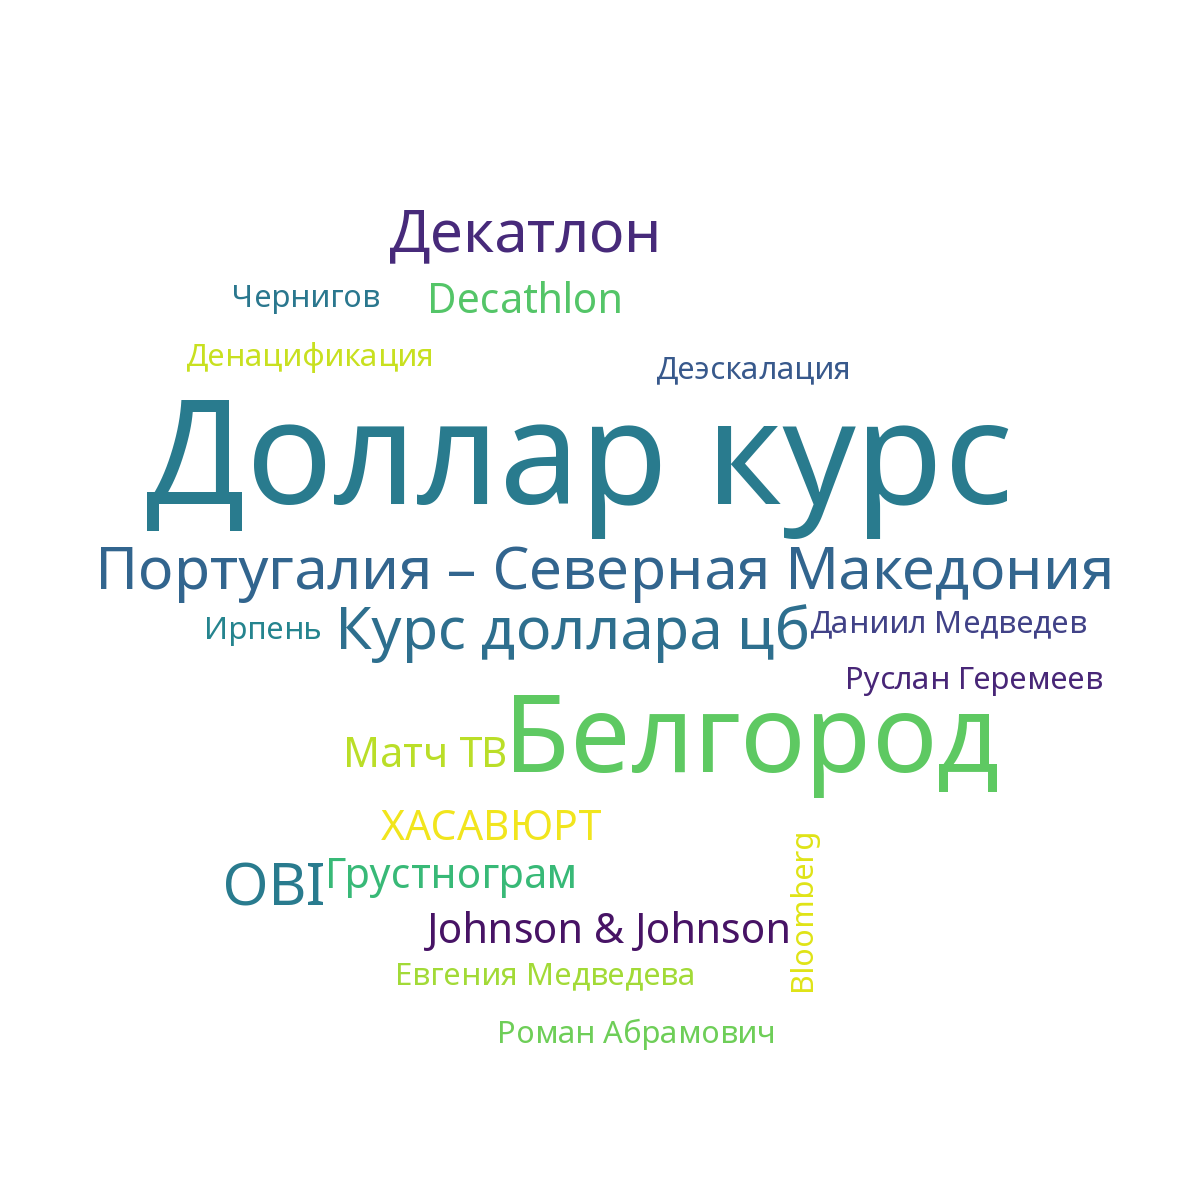 Декатлон
Чернигов
Decathlon
Денацификация
Деэскалация
Доллар курс
Португалия – Северная Македония
Ирпень
Курс доллара цб
Даниил Медведев
Руслан Геремеев
Матч ТВ
Белгород
ХАСАВЮРТ
OBI
Грустнограм
Johnson & Johnson
Bloomberg
Евгения Медведева
Роман Абрамович